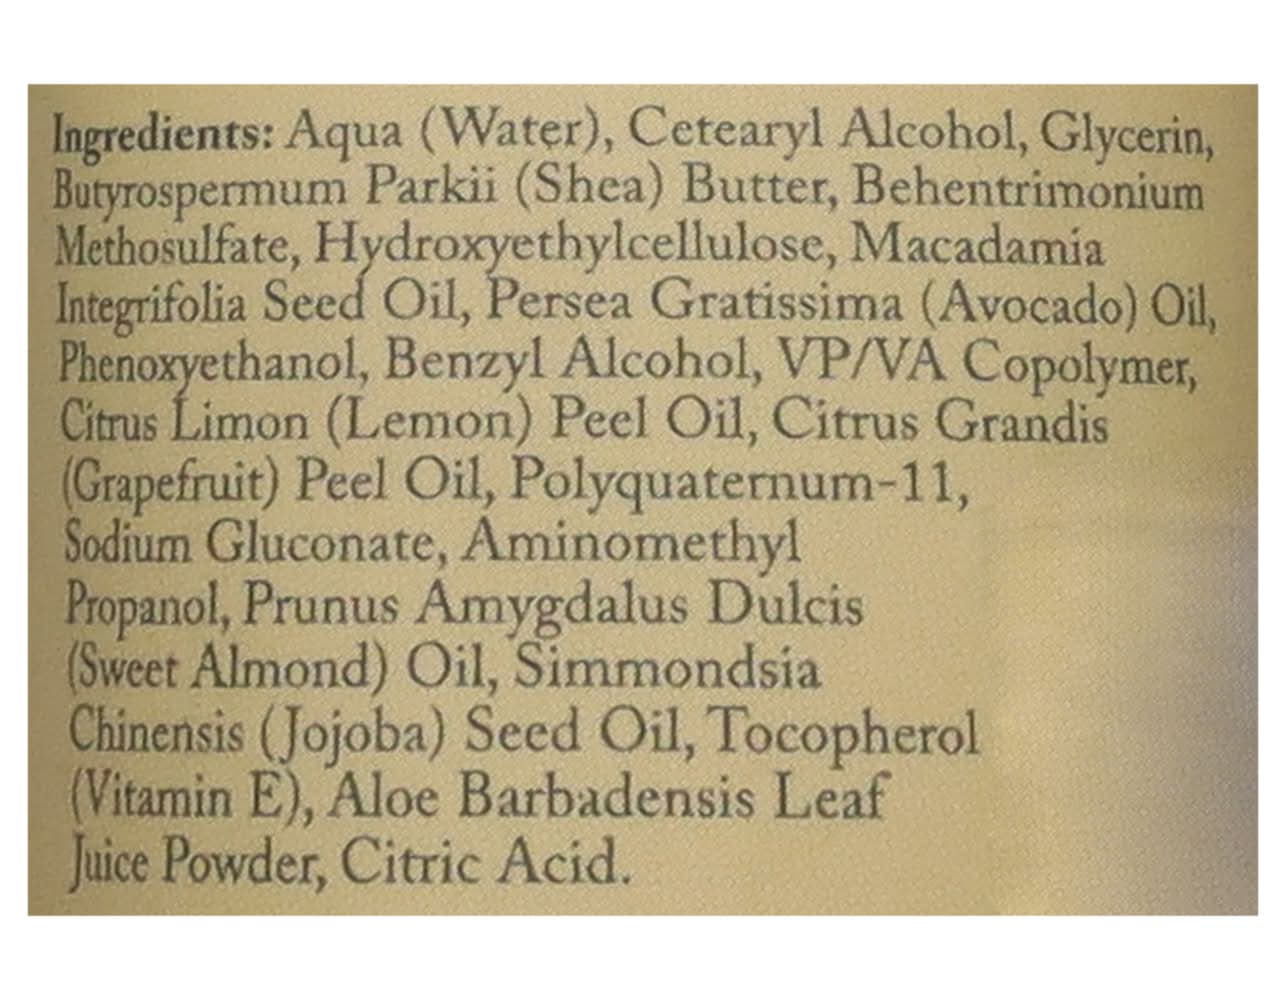 Ingredients: Aqua (Water), Cetearyl Alcohol, Glycerin,
Butyrospermum Parkii (Shea) Butter, Behentrimonium
Methosulfate, Hydroxyethylcellulose, Macadamia
Integrifolia Seed Oil, Persea Gratissima (Avocado) Oil,
Phenoxyethanol, Benzyl Alcohol, VP/VA Copolymer,
Citrus Limon (Lemon) Peel Oil, Citrus Grandis
(Grapefruit) Peel Oil, Polyquaternum-11,
Sodium Gluconate, Aminomethyl
Propanol, Prunus Amygdalus Dulcis
(Sweet Almond) Oil, Simmondsia
Chinensis (Jojoba) Seed Oil, Tocopherol
(Vitamin E), Aloe Barbadensis Leaf
Juice Powder, Citric Acid.